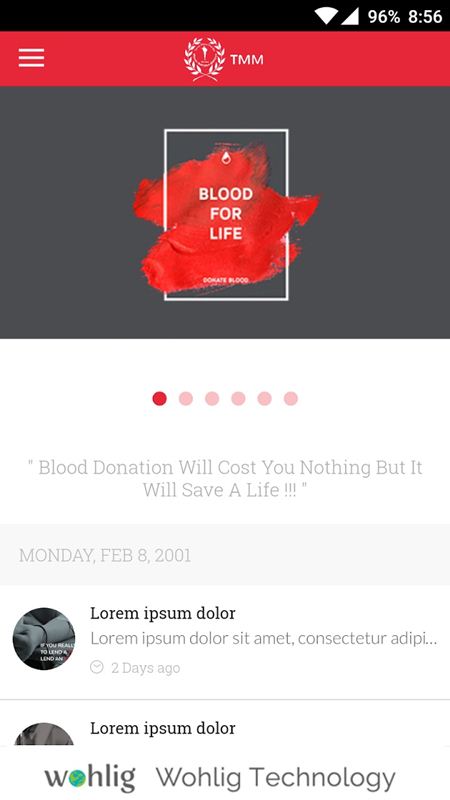 96% 8:56
TMM
BLOOD
FOR
LIFE
DONATE BLOOD
" Blood Donation Will Cost You Nothing But It
Will Save A Life !!! "
MONDAY, FEB 8, 2001
Lorem ipsum dolor
Lorem ipsum dolor sit amet, consectetur adipi...
IF YOU REALL
TO LEND A
LEND AN
2 Days ago
Lorem ipsum dolor
wohlig Wohlig Technology